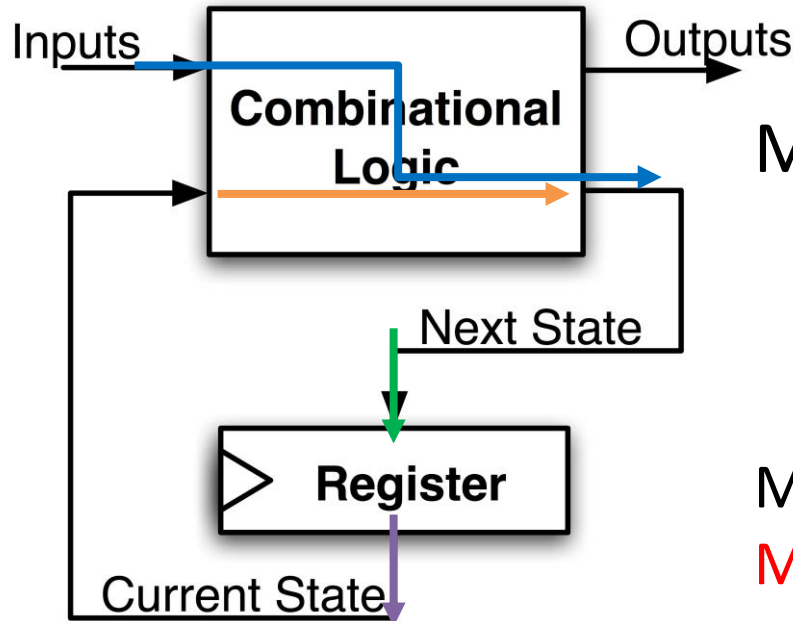 Inputs
Outputs
Combinational
Logic
M
Next State
Register
M
M
Current State